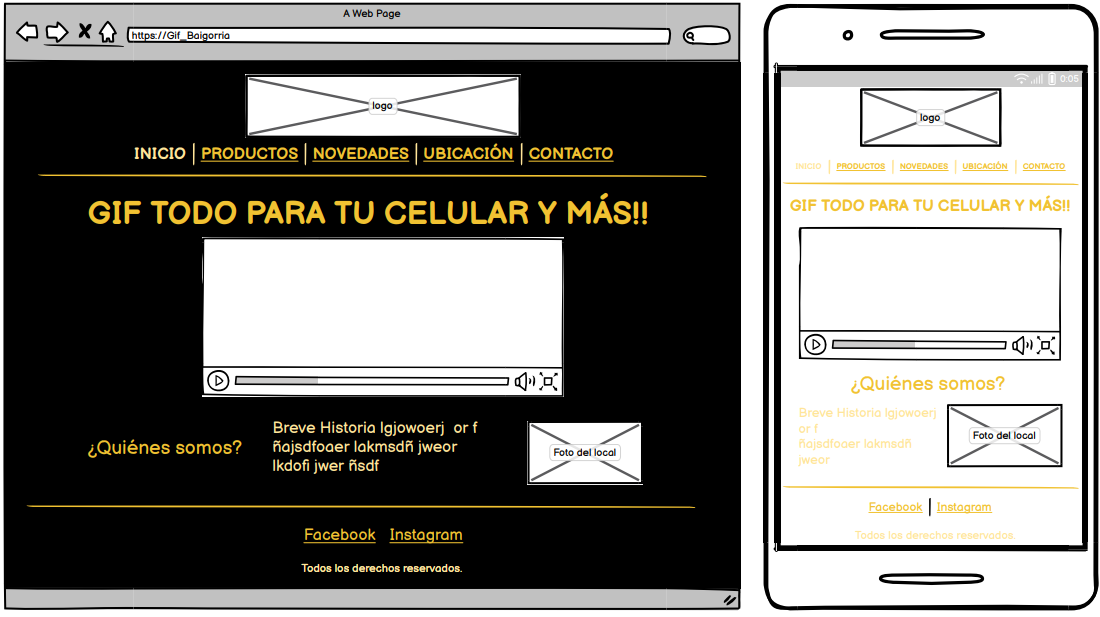 A Web Page
https://Gif_Baigorria
logo
INICIO | PRODUCTOS | NOVEDADES | UBICACIÓN | CONTACTO
GIF TODO PARA TU CELULAR Y MÁS!!
¿Quiénes somos?
Breve Historia lgjowoerj or f
ñajsdfoaer lakmsdñ jweor
lkdofi jwer ñsdf
Foto del local
Facebook Instagram
Todos los derechos reservados.
0:05
logo
INICIO | PRODUCTOS | NOVEDADES | UBICACIÓN | CONTACTO
GIF TODO PARA TU CELULAR Y MÁS!!
¿Quiénes somos?
Breve Historia lgjowoerj
or f
ñajsdfoaer lakmsdñ
jweor
Foto del local
Facebook | Instagram
Todos los derechos reservados.